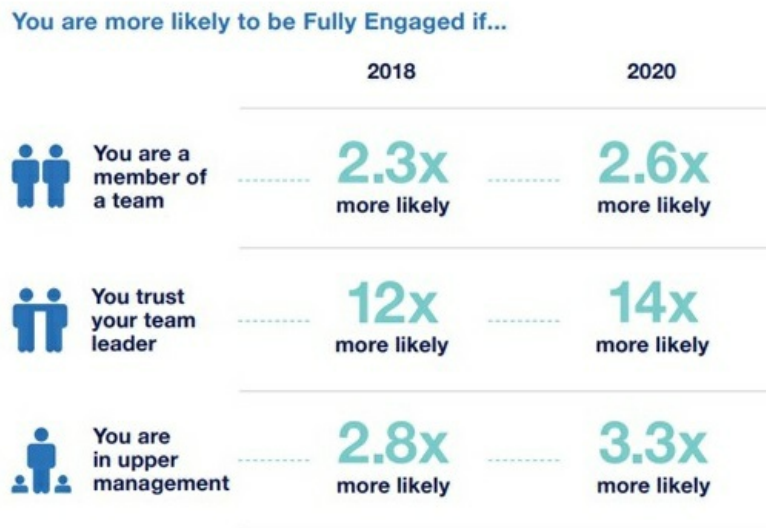 You are more likely to be Fully Engaged if...
2018 2020
You are a
member of
a team
2.3x 2.6x
more likely more likely
You trust
your team
leader
12x 14x
more likely more likely
You are
in upper
management
2.8x 3.3x
more likely more likely